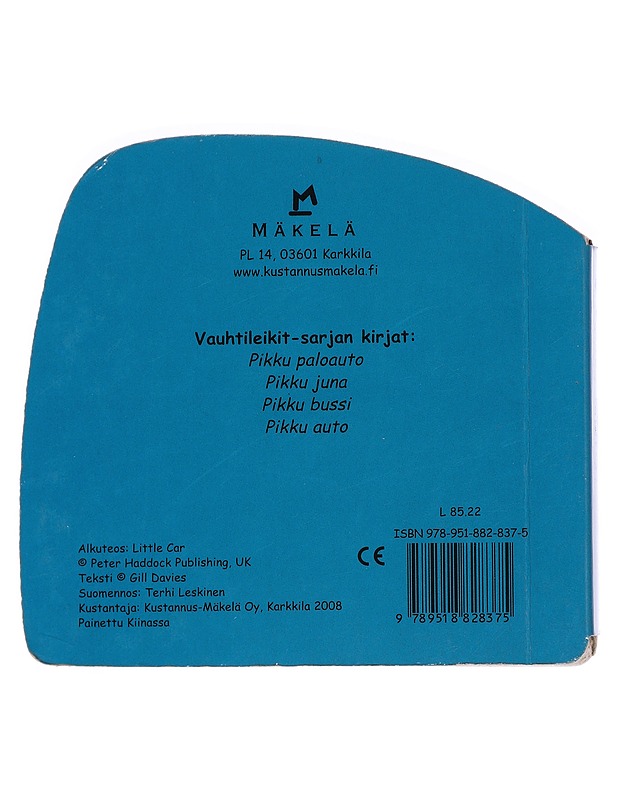 M
MÄKELÄ
PL 14, 03601 Karkkila
www.kustannusmakela.fi
Vauhtileikit-sarjan kirjat:
Pikku paloauto
Pikku juna
Pikku bussi
Pikku auto
L 85.22
ISBN 978-951-882-837-5
Alkuteos: Little Car
© Peter Haddock Publishing, UK
Teksti © Gill Davies
Suomennos: Terhi Leskinen
Kustantaja: Kustannus-Mäkelä Oy, Karkkila 2008
Painettu Kiinassa
CE
9 789518 828375